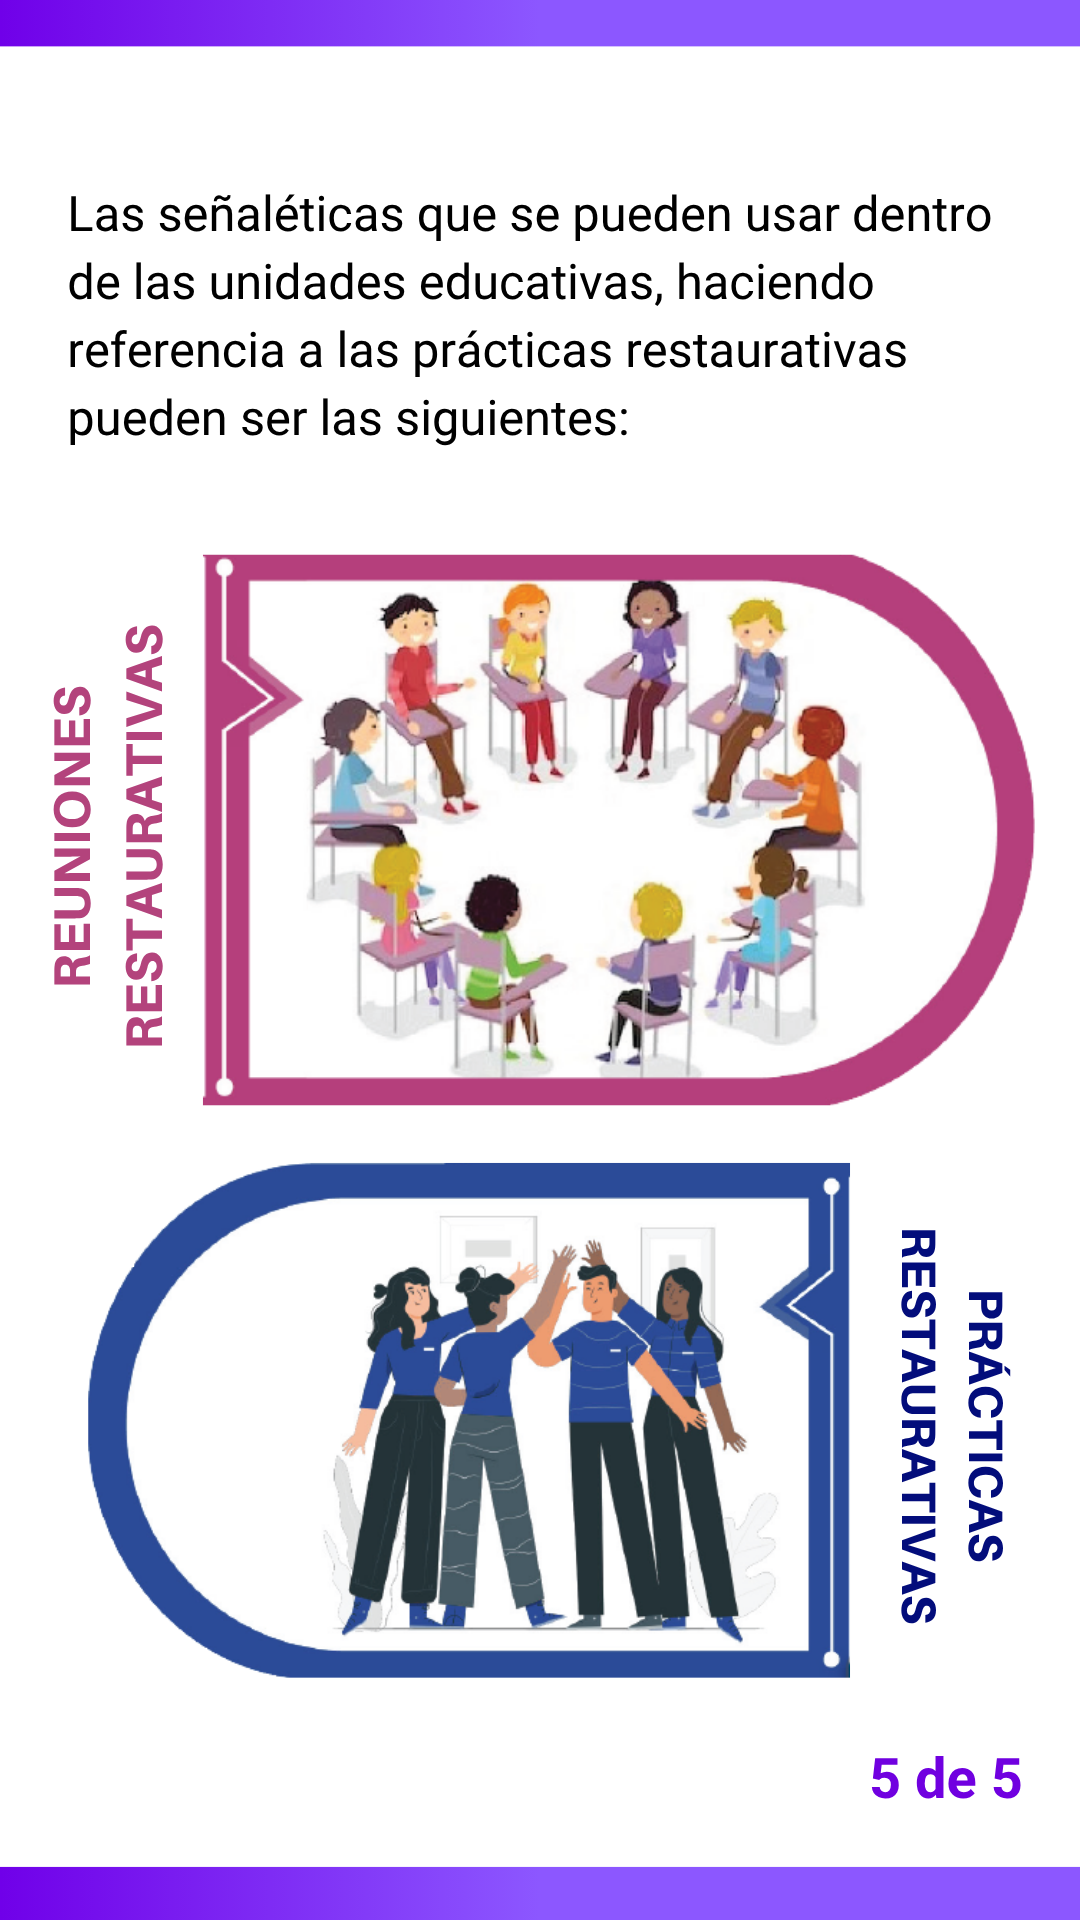 Las señaléticas que se pueden usar dentro
de las unidades educativas, haciendo
referencia a las prácticas restaurativas
pueden ser las siguientes:
REUNIONES
RESTAURATIVAS
PRÁCTICAS
RESTAURATIVAS
5 de 5